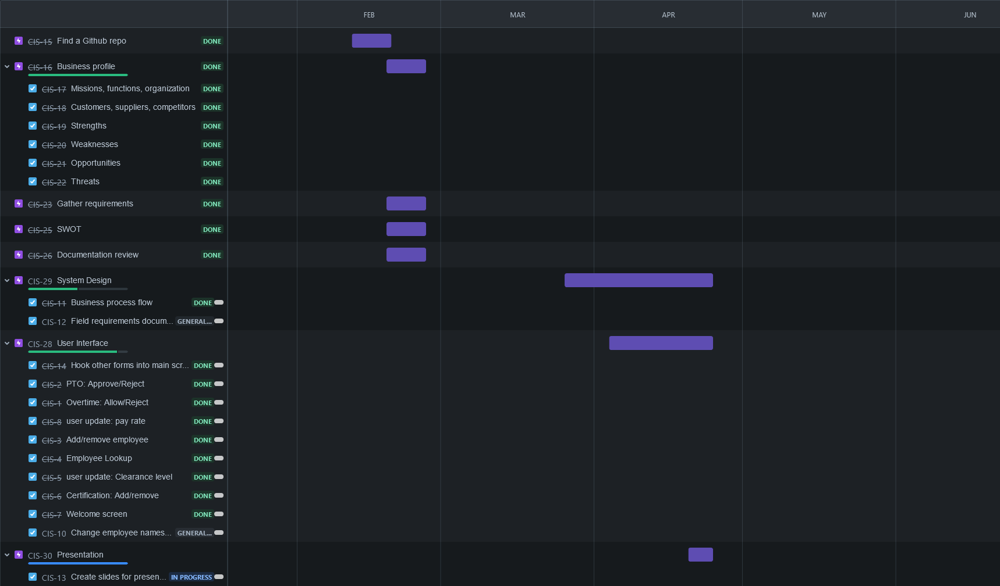 FEB MAR APR MAY JUN
CIS-15 Find a Github repo DONE
CIS-16 Business profile DONE
CIS-17 Missions, functions, organization DONE
CIS-18 Customers, suppliers, competitors DONE
CIS-19 Strengths DONE
CIS-20 Weaknesses DONE
CIS-21 Opportunities DONE
CIS-22 Threats DONE
CIS-23 Gather requirements DONE
CIS-25 SWOT DONE
CIS-26 Documentation review DONE
CIS-29 System Design
CIS-11 Business process flow DONE
CIS-12 Field requirements docum... GENERAL...
CIS-28 User Interface
CIS-14 Hook other forms into main scr... DONE
CIS-2 PTO: Approve/Reject DONE
CIS-1 Overtime: Allow/Reject DONE
CIS-8 user update: pay rate DONE
CIS-3 Add/remove employee DONE
CIS-4 Employee Lookup DONE
CIS-5 user update: Clearance level DONE
CIS-6 Certification: Add/remove DONE
CIS-7 Welcome screen DONE
CIS-10 Change employee names... GENERAL...
CIS-30 Presentation
CIS-13 Create slides for presen... IN PROGRESS